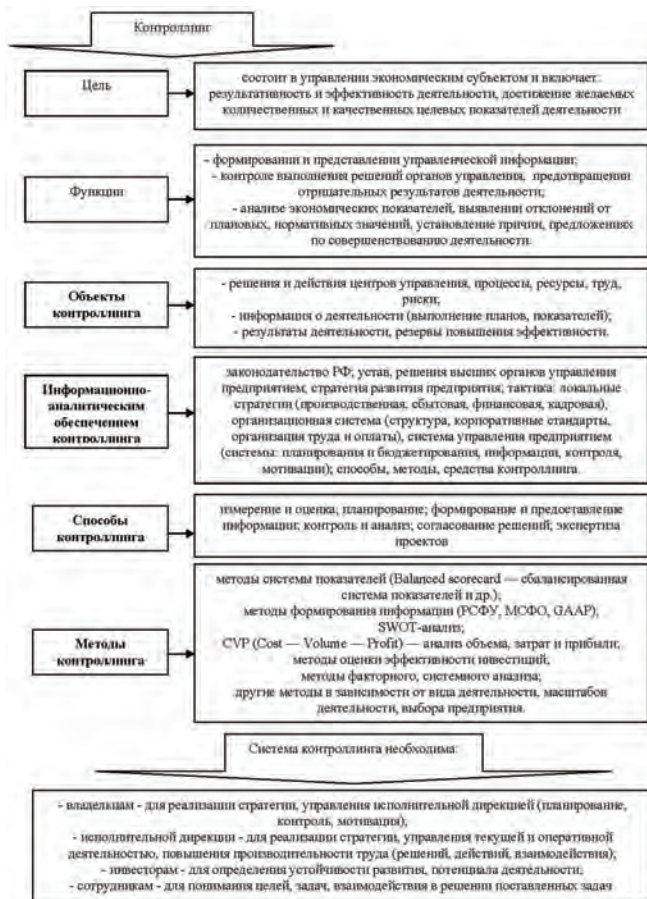 Контроллинг
Цель
состоит в управлении экономическим субъектом и включает:
результативность и эффективность деятельности, достижение желаемых
количественных и качественных целевых показателей деятельности
Функции
- формировании и представлении управленческой информации;
- контроле выполнения решений органов управления, предотвращении
отрицательных результатов деятельности;
- анализе экономических показателей, выявлении отклонений от
плановых, нормативных значений, установление причин, предложениях
по совершенствованию деятельности.
Объекты
контроллинга
- решения и действия центров управления, процессы, ресурсы, труд,
риски;
- информация о деятельности (выполнение планов, показателей);
- результаты деятельности, резервы повышения эффективности.
Информационно-
аналитическим
обеспечением
контроллинга
законодательство РФ; устав, решения высших органов управления
предприятием; стратегия развития предприятия; тактика: локальные
стратегии (производственная, сбытовая, финансовая, кадровая),
организационная система (структура, корпоративные стандарты,
организация труда и оплаты), система управления предприятием
(системы: планирования и бюджетирования, информации, контроля,
мотивации); способы, методы, средства контроллинга.
Способы
контроллинга
измерение и оценка; планирование; формирование и предоставление
информации; контроль и анализ; согласование решений; экспертиза
проектов
Методы
контроллинга
методы системы показателей (Balanced scorecard — сбалансированная
система показателей и др.);
методы формирования информации (РСФУ, МСФО, GAAP);
SWOT-анализ;
CVP (Cost — Volume — Profit) — анализ объема, затрат и прибыли;
методы оценки эффективности инвестиций;
методы факторного, системного анализа;
другие методы в зависимости от вида деятельности, масштабов
деятельности, выбора предприятия.
Система контроллинга необходима:
- владельцам - для реализации стратегии, управления исполнительной дирекцией (планирование,
контроль, мотивация);
- исполнительной дирекции - для реализации стратегии, управления текущей и оперативной
деятельностью, повышения производительности труда (решений, действий, взаимодействия);
- инвесторам - для определения устойчивости развития, потенциала деятельности;
- сотрудникам - для понимания целей, задач, взаимодействия в решении поставленных задач